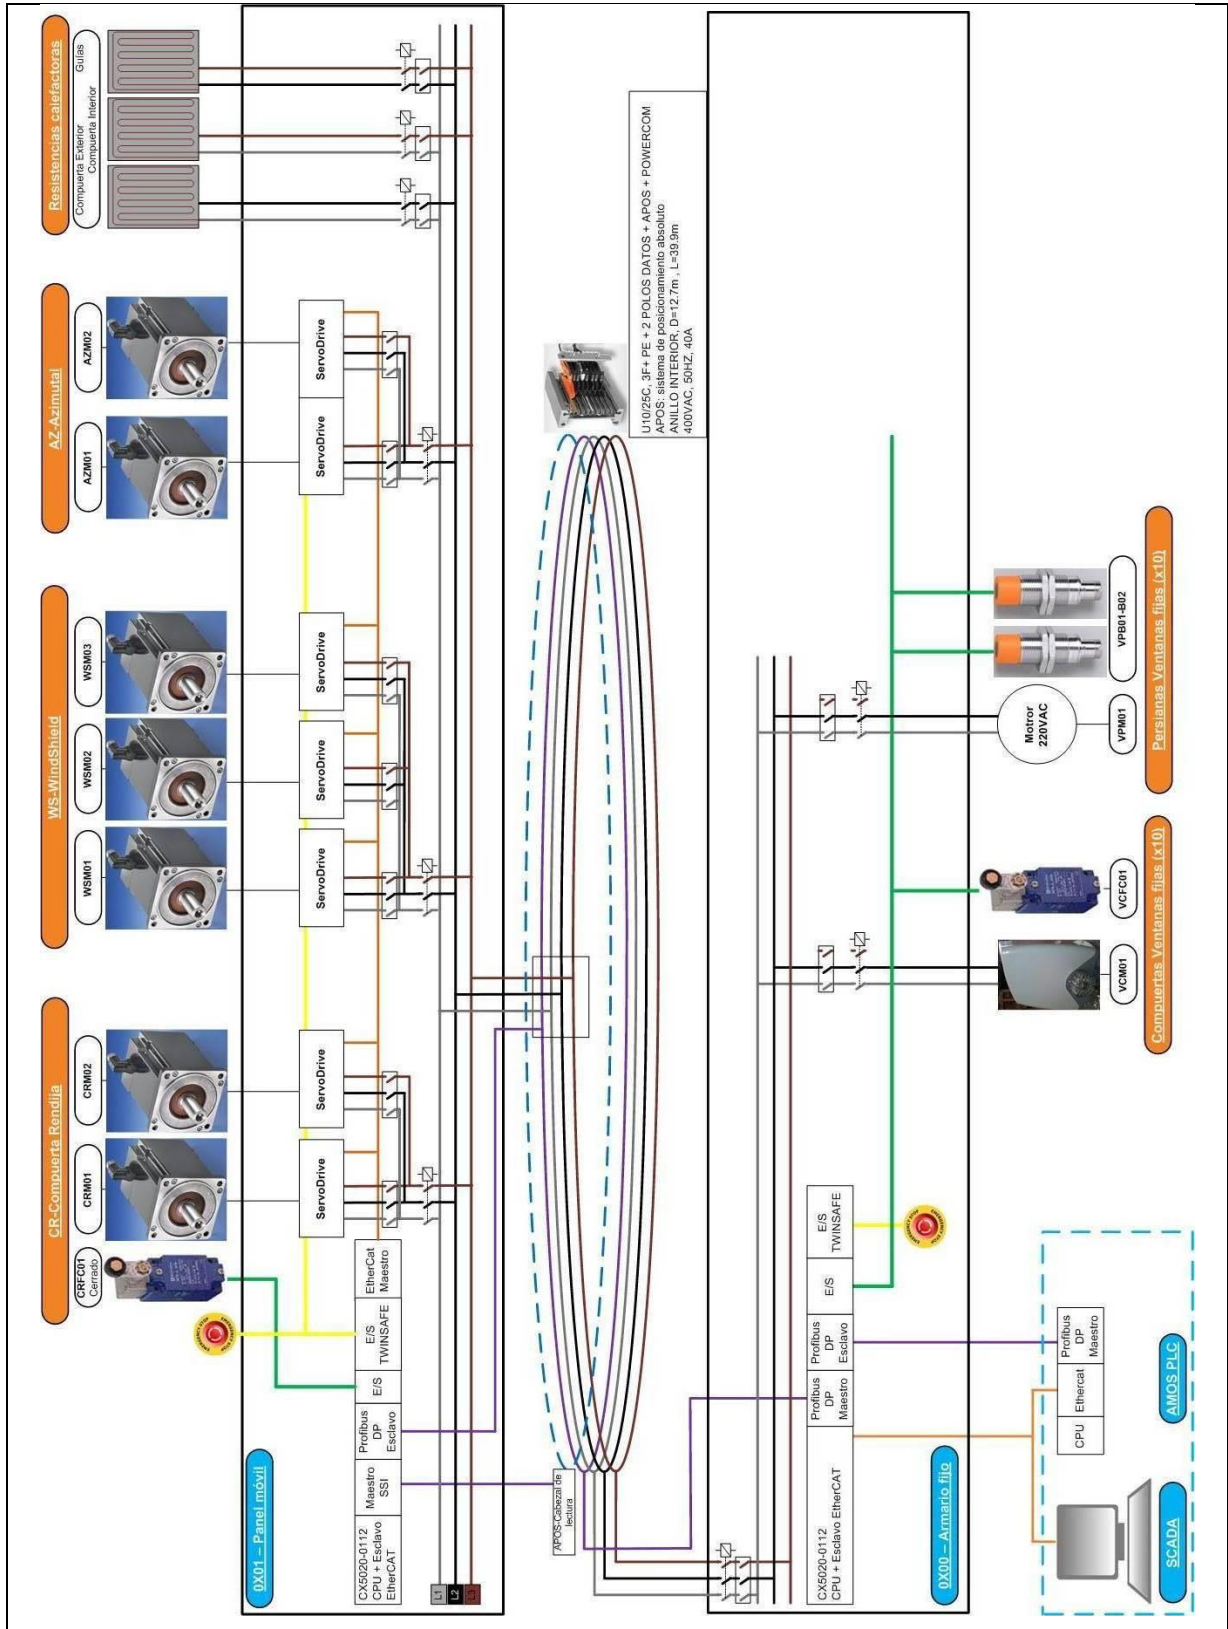 Resistencias calefactoras
Compuerta Exterior
Compuerta Interior
Guías
AZ-Azimutal
AZM02
AZM01
WS-WindShield
WSM03
WSM02
WSM01
CR-Compuerta Rendija
CRM02
CRM01
CRFC01
Cerrado
ServoDrive
ServoDrive
ServoDrive
ServoDrive
ServoDrive
ServoDrive
ServoDrive
EMERGENCY STOP
EtherCat
Maestro
E/S
TWINSAFE
E/S
Profibus
DP
Esclavo
Maestro
SSI
CX5020-0112
CPU + Esclavo
EtherCAT
0X01 – Panel móvil
L1
L2
L3
U10/25C, 3F+ PE + 2 POLOS DATOS + APOS + POWERCOM
APOS: sistema de posicionamiento absoluto
ANILLO INTERIOR, D=12.7m , L=39.9m
400VAC, 50HZ, 40A
APOS-Cabezal de
lectura
CX5020-0112
CPU + Esclavo EtherCAT
Profibus
DP
Maestro
Profibus
DP
Esclavo
E/S
E/S
TWINSAFE
EMERGENCY STOP
0X00 – Armario fijo
Motror
220VAC
VPB01-B02
VPM01
Persianas Ventanas fijas (x10)
VCFC01
VCM01
Compuertas Ventanas fijas (x10)
CPU
Ethercat
Profibus
DP
Maestro
AMOS PLC
SCADA